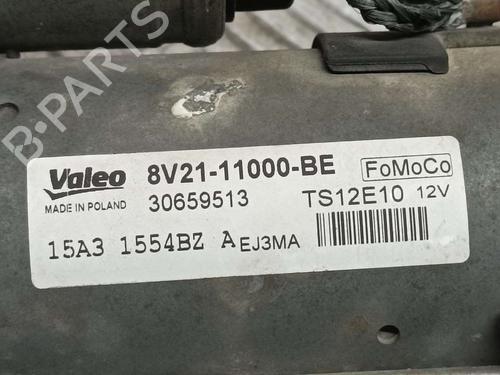 B-PARTS
Valeo
8V21-11000-BE
FoMoCo
MADE IN POLAND
30659513
TS12E10 12V
15A3 1554BZ A EJ3MA